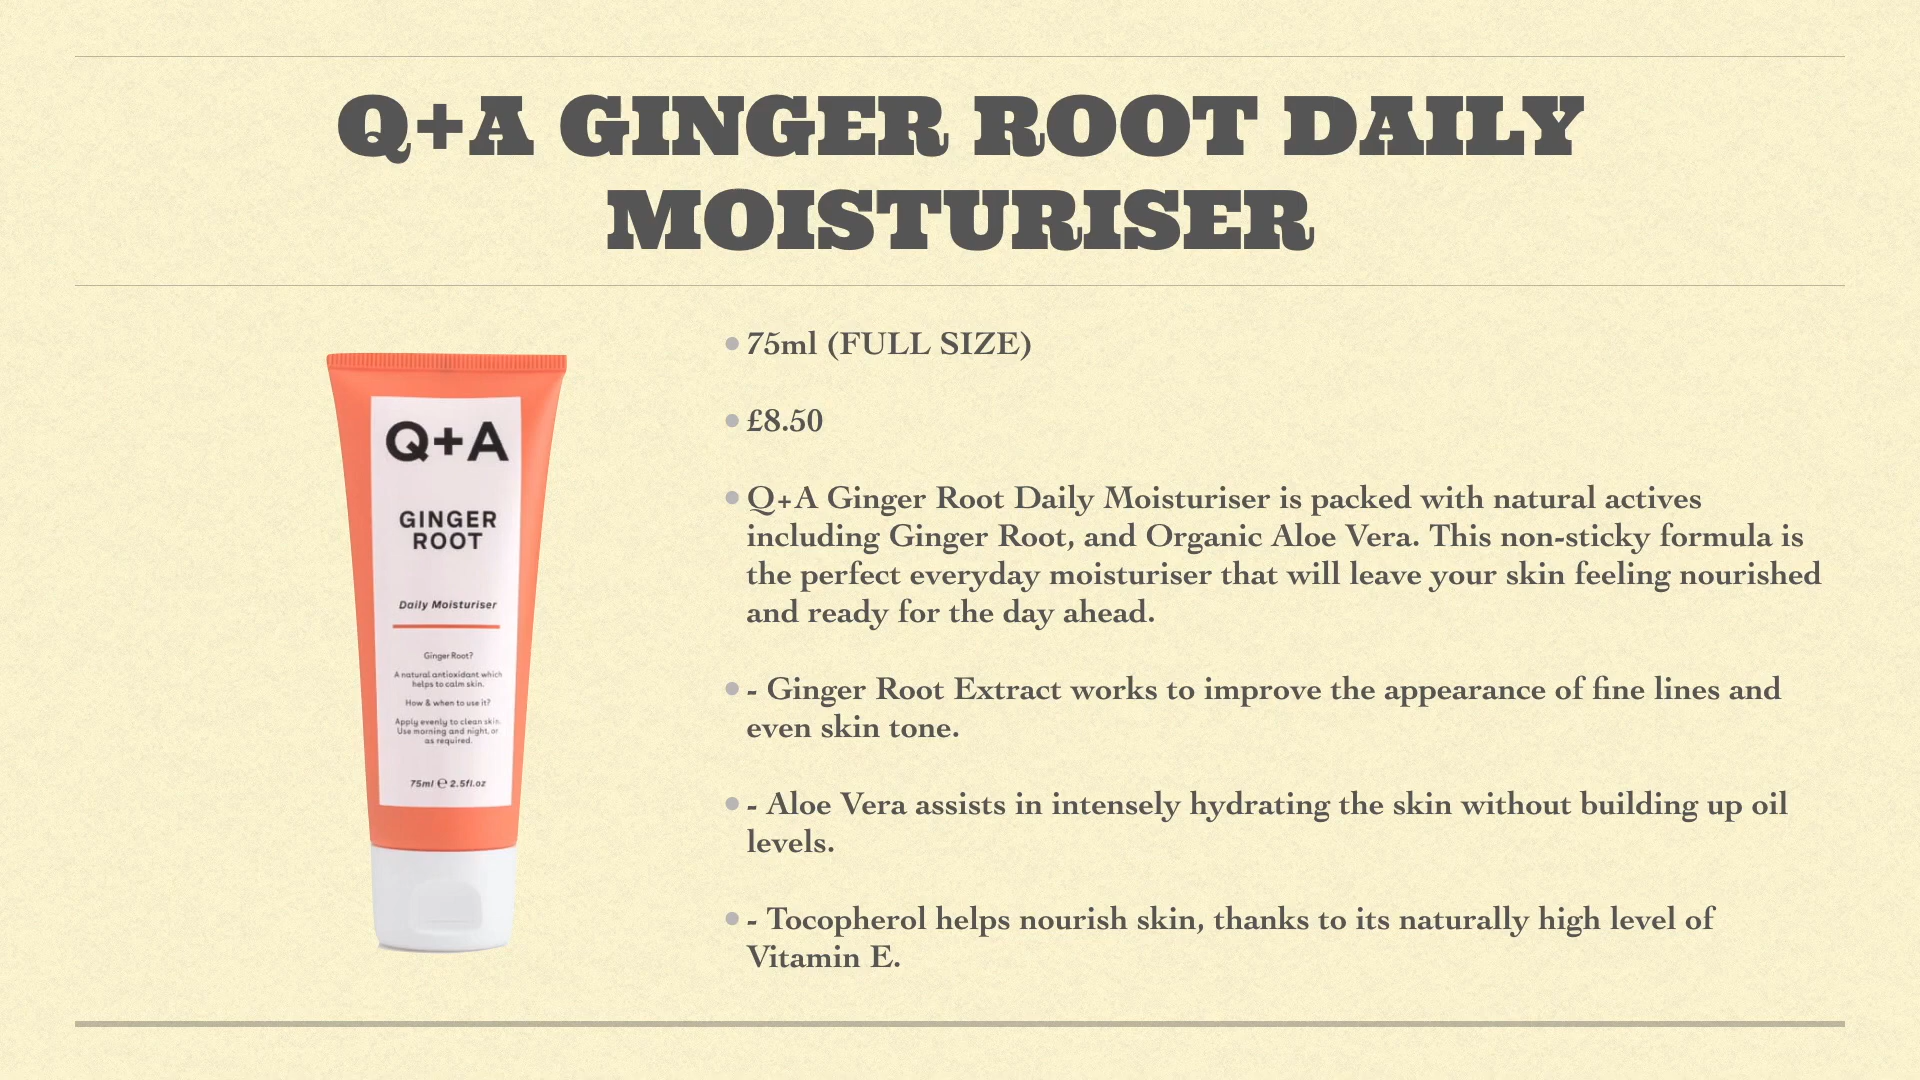 Q+A GINGER ROOT DAILY
MOISTURISER
Q+A
GINGER
ROOT
Daily Moisturiser
Ginger Root?
A natural antioxidant which
helps to calm skin.
How & when to use it?
Apply evenly to clean skin.
Use morning and night, or
as required.
75ml ℮ 2.5fl.oz
• 75ml (FULL SIZE)
• £8.50
• Q+A Ginger Root Daily Moisturiser is packed with natural actives
including Ginger Root, and Organic Aloe Vera. This non-sticky formula is
the perfect everyday moisturiser that will leave your skin feeling nourished
and ready for the day ahead.
• - Ginger Root Extract works to improve the appearance of fine lines and
even skin tone.
• - Aloe Vera assists in intensely hydrating the skin without building up oil
levels.
• - Tocopherol helps nourish skin, thanks to its naturally high level of
Vitamin E.